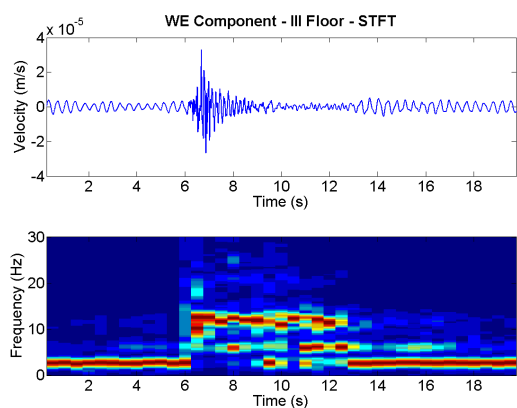 WE Component - III Floor - STFT
x 10-5
4
2
0
-2
-4
Velocity (m/s)
2 4 6 8 10 12 14 16 18
Time (s)
30
20
10
0
Frequency (Hz)
2 4 6 8 10 12 14 16 18
Time (s)